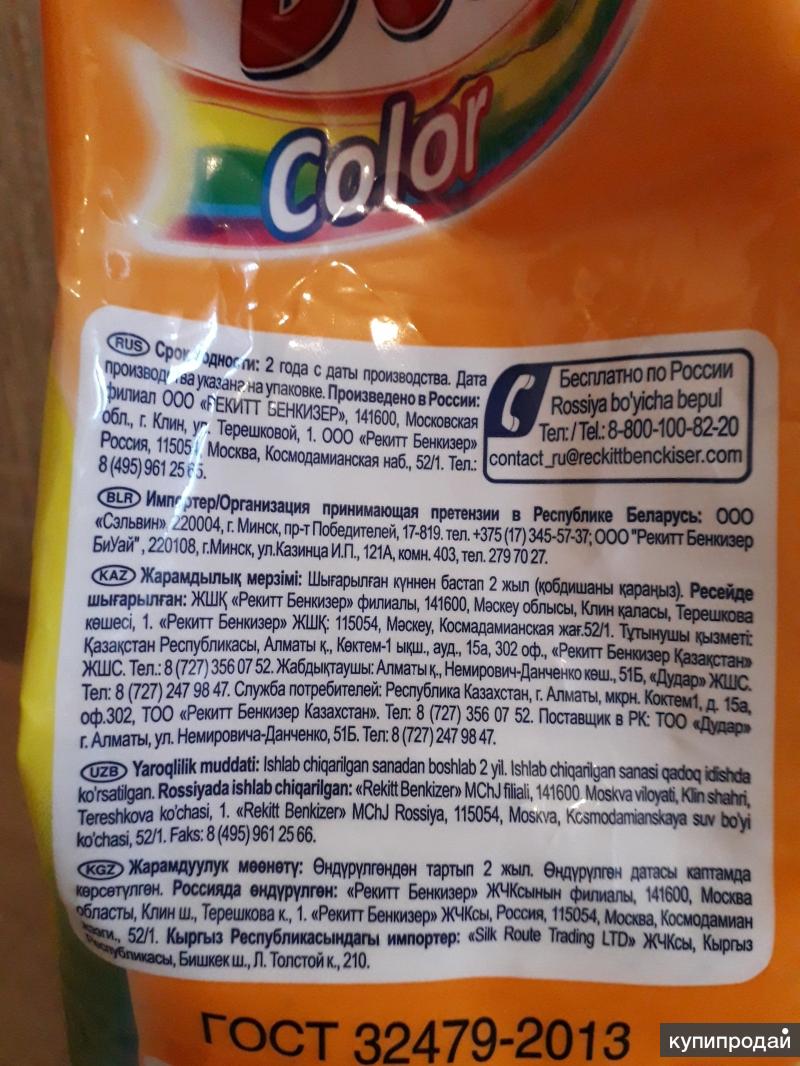 Color
RUS Срок годности: 2 года с даты производства. Дата
производства указана на упаковке. Произведено в России:
филиал ООО «РЕКИТТ БЕНКИЗЕР», 141600, Московская
обл., г. Клин, ул. Терешковой, 1. ООО «Рекитт Бенкизер»
Россия, 115054, Москва, Космодамианская наб., 52/1. Тел.:
8 (495) 961 25 65.
Бесплатно по России
Rossiya bo'yicha bepul
Тел: / Tel.: 8-800-100-82-20
contact_ru@reckittbenckiser.com
BLR Импортер/Организация принимающая претензии в Республике Беларусь: ООО
«Сэльвин» 220004, г. Минск, пр-т Победителей, 17-819. тел. +375 (17) 345-57-37; ООО "Рекитт Бенкизер
БиУай", 220108, г.Минск, ул.Казинца И.П., 121А, комн. 403, тел. 279 70 27.
KAZ Жарамдылық мерзімі: Шығарылған күннен бастап 2 жыл (қобдишаны қараңыз). Ресейде
шығарылған: ЖШҚ «Рекитт Бенкизер» филиалы, 141600, Мәскеу облысы, Клин қаласы, Терешкова
көшесі, 1. «Рекитт Бенкизер» ЖШҚ: 115054, Мәскеу, Космадамианская жағ.52/1. Тұтынушы қызметі:
Қазақстан Республикасы, Алматы қ., Көктем-1 ықш., ауд., 15а, 302 оф., «Рекитт Бенкизер Қазақстан»
ЖШС. Тел.: 8 (727) 356 07 52. Жабдықтаушы: Алматы қ., Немирович-Данченко көш., 51Б, «Дудар» ЖШС.
Тел: 8 (727) 247 98 47. Служба потребителей: Республика Казахстан, г. Алматы, мкрн. Коктем1, д. 15а,
оф.302, ТОО «Рекитт Бенкизер Казахстан». Тел: 8 (727) 356 07 52. Поставщик в РК: ТОО «Дудар»
г. Алматы, ул. Немировича-Данченко, 51Б. Тел: 8 (727) 247 98 47.
UZB Yaroqlilik muddati: Ishlab chiqarilgan sanadan boshlab 2 yil. Ishlab chiqarilgan sanasi qadoq idishda
ko'rsatilgan. Rossiyada ishlab chiqarilgan: «Rekitt Benkizer» MChJ filiali, 141600 Moskva viloyati, Klin shahri,
Tereshkova ko'chasi, 1. «Rekitt Benkizer» MChJ Rossiya, 115054, Moskva, Kosmodamianskaya suv bo'yi
ko'chasi, 52/1. Faks: 8 (495) 961 25 66.
KGZ Жарамдуулук мөөнөтү: Өндүрүлгөндөн тартып 2 жыл. Өндүрүлгөн датасы каптамда
көрсөтүлгөн. Россияда өндүрүлгөн: «Рекитт Бенкизер» ЖЧКсынын филиалы, 141600, Москва
областы, Клин ш., Терешкова к., 1. «Рекитт Бенкизер» ЖЧКсы, Россия, 115054, Москва, Космодамиан
жээги., 52/1. Кыргыз Республикасындагы импортер: «Silk Route Trading LTD» ЖЧКсы, Кыргыз
Республикасы, Бишкек ш., Л. Толстой к., 210.
ГОСТ 32479-2013
купипродай